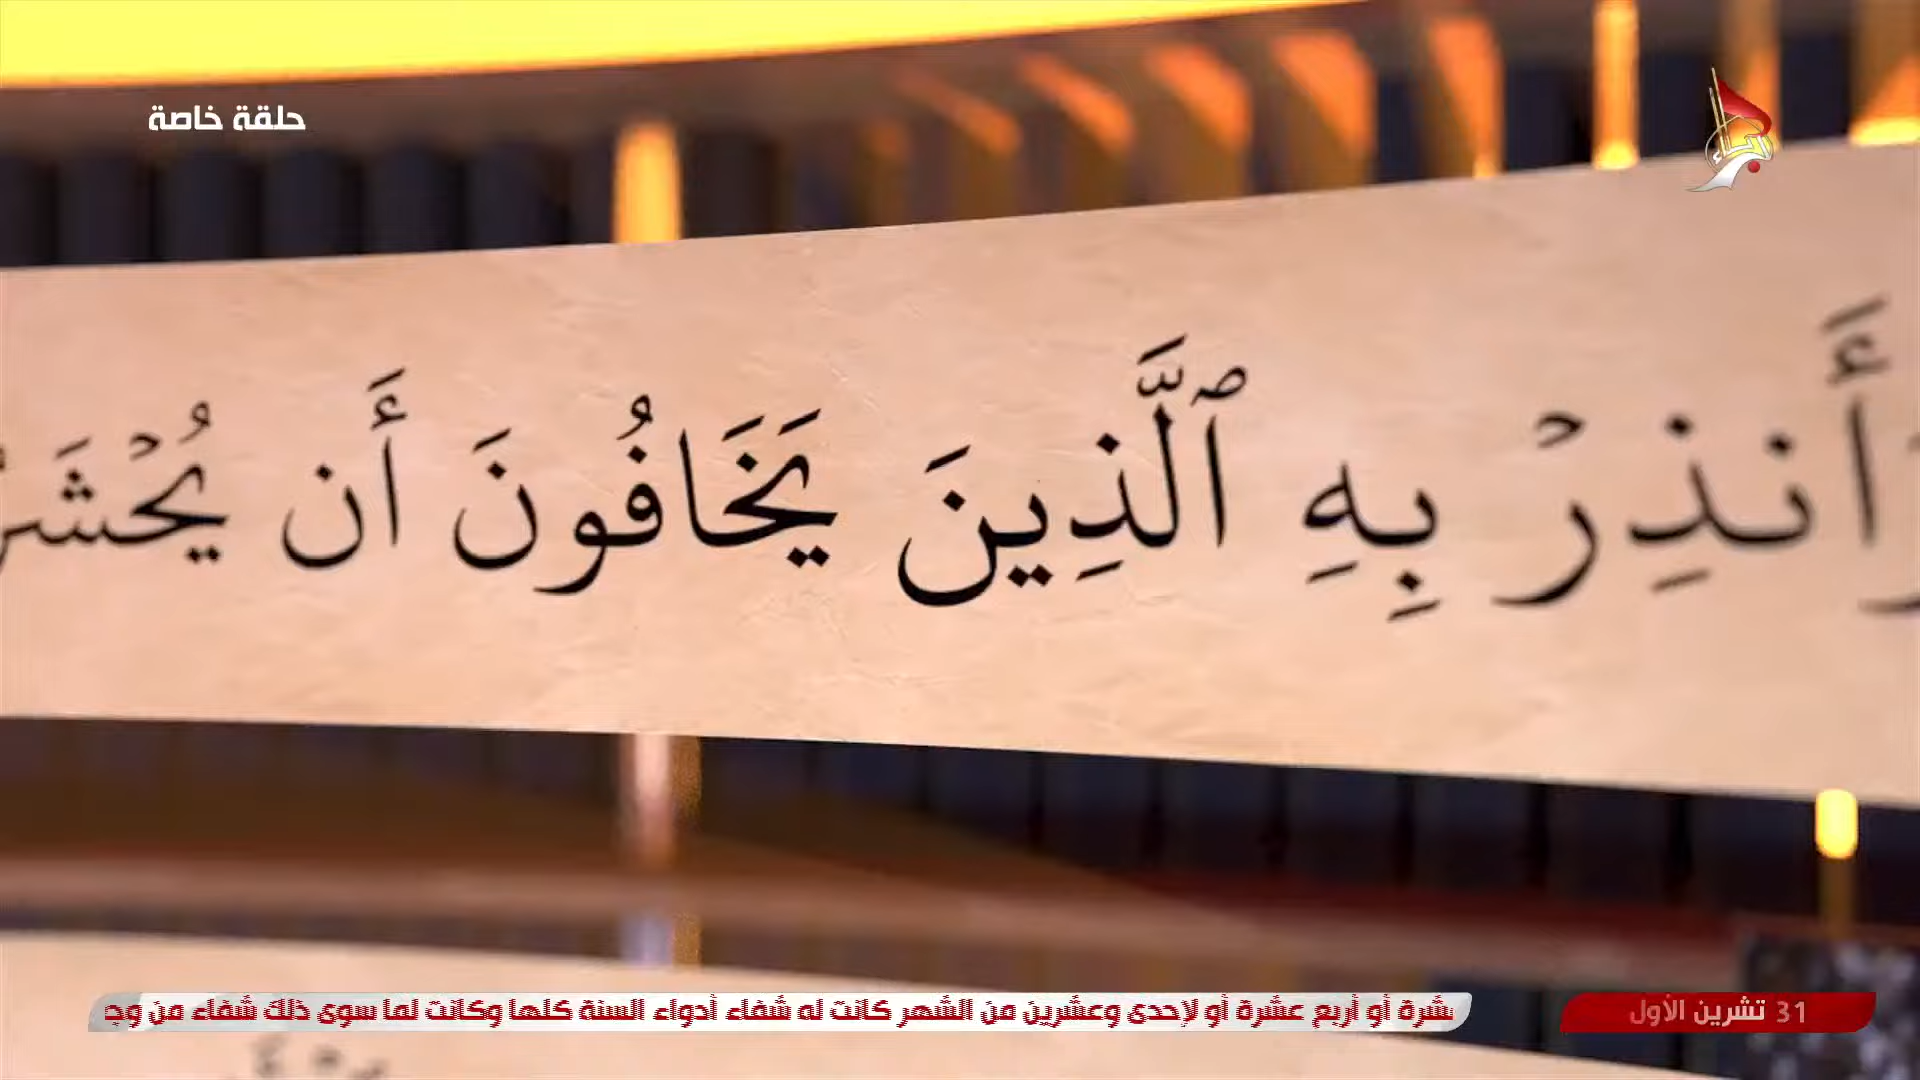 حلقة خاصة
وَأَنذِرْ بِهِ ٱلَّذِينَ يَخَافُونَ أَن يُحْشَر
31 تشرين الأول
شرة أو أربع عشرة أو لإحدى وعشرين من الشهر كانت له شفاء أدواء السنة كلها وكانت لما سوى ذلك شفاء من وج